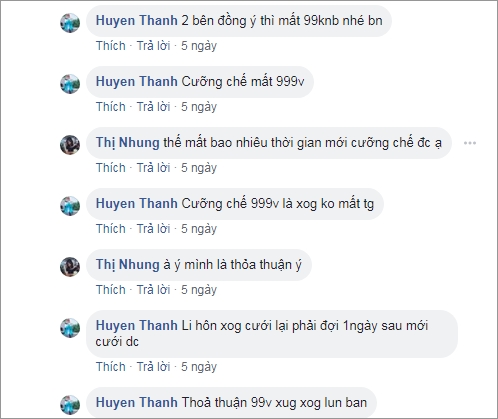 Huyen Thanh 2 bên đồng ý thì mất 99knb nhé bn
Thích · Trả lời · 5 ngày
Huyen Thanh Cưỡng chế mất 999v
Thích · Trả lời · 5 ngày
Thị Nhung thế mất bao nhiêu thời gian mới cưỡng chế đc ạ
Thích · Trả lời · 5 ngày
Huyen Thanh Cưỡng chế 999v là xog ko mất tg
Thích · Trả lời · 5 ngày
Thị Nhung à ý mình là thỏa thuận ý
Thích · Trả lời · 5 ngày
Huyen Thanh Li hôn xog cưới lại phải đợi 1ngày sau mới
cưới dc
Thích · Trả lời · 5 ngày
Huyen Thanh Thoả thuận 99v xug xog lun ban